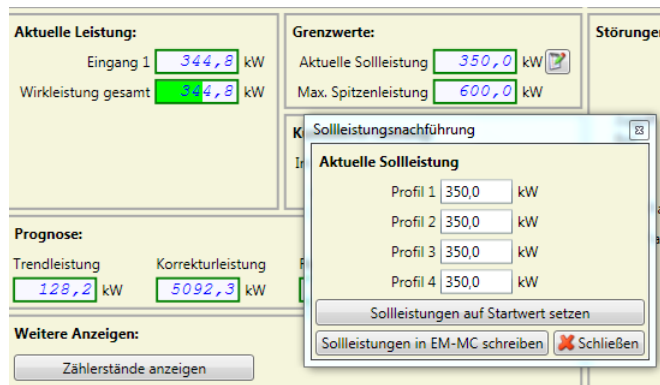 Aktuelle Leistung:
Eingang 1 344,8 kW
Wirkleistung gesamt 344,8 kW
Grenzwerte:
Aktuelle Sollleistung 350,0 kW
Max. Spitzenleistung 600,0 kW
Sollleistungsnachführung
Aktuelle Sollleistung
Profil 1 350,0 kW
Profil 2 350,0 kW
Profil 3 350,0 kW
Profil 4 350,0 kW
Sollleistungen auf Startwert setzen
Sollleistungen in EM-MC schreiben Schließen
Prognose:
Trendleistung Korrekturleistung
128,2 kW 5092,3 kW
Weitere Anzeigen:
Zählerstände anzeigen